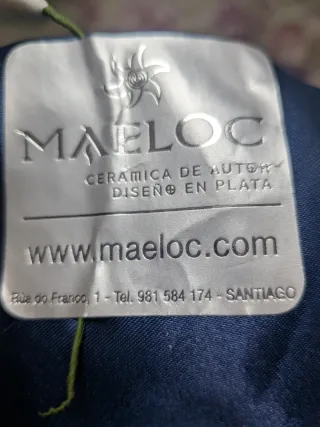 MAELOC
CERAMICA DE AUTOR
DISEÑO EN PLATA
www.maeloc.com
Rúa do Franco, 1 - Tel. 981 584 174 - SANTIAGO